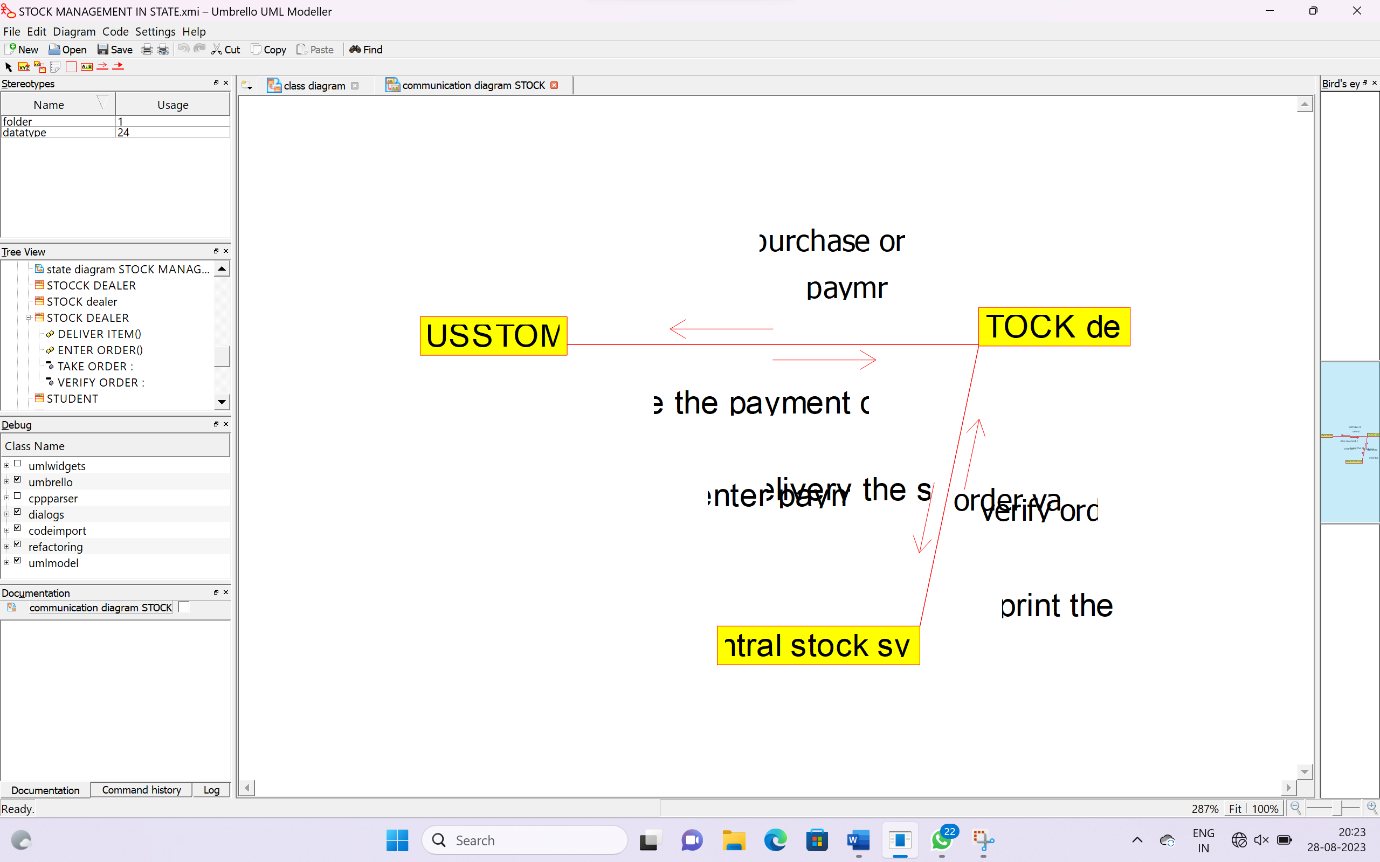 STOCK MANAGEMENT IN STATE.xmi – Umbrello UML Modeller
File Edit Diagram Code Settings Help
New Open Save Cut Copy Paste Find
Stereotypes
Name Usage
folder 1
datatype 24
class diagram communication diagram STOCK
Bird's ey
Tree View
state diagram STOCK MANAG...
STOCCK DEALER
STOCK dealer
STOCK DEALER
DELIVER ITEM()
ENTER ORDER()
TAKE ORDER :
VERIFY ORDER :
STUDENT
Debug
Class Name
umlwidgets
umbrello
cppparser
dialogs
codeimport
refactoring
umlmodel
Documentation
communication diagram STOCK
Documentation Command history Log
Ready.
purchase or
paymr
USSTOM
TOCK de
e the payment
enter paym
elivery the s
order va
verify ord
print the
ntral stock sy
287% Fit 100%
Search
22
ENG
IN
20:23
28-08-2023